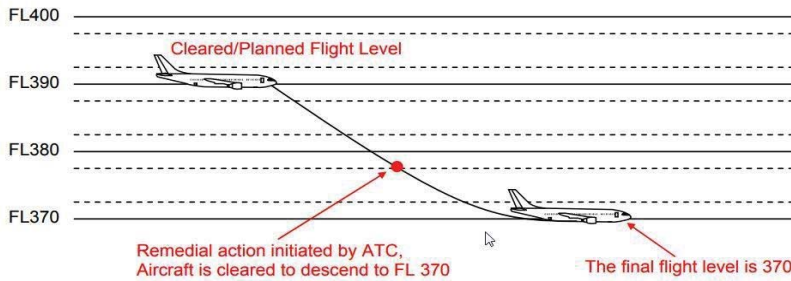 FL400
Cleared/Planned Flight Level
FL390
FL380
FL370
Remedial action initiated by ATC,
Aircraft is cleared to descend to FL 370
The final flight level is 370